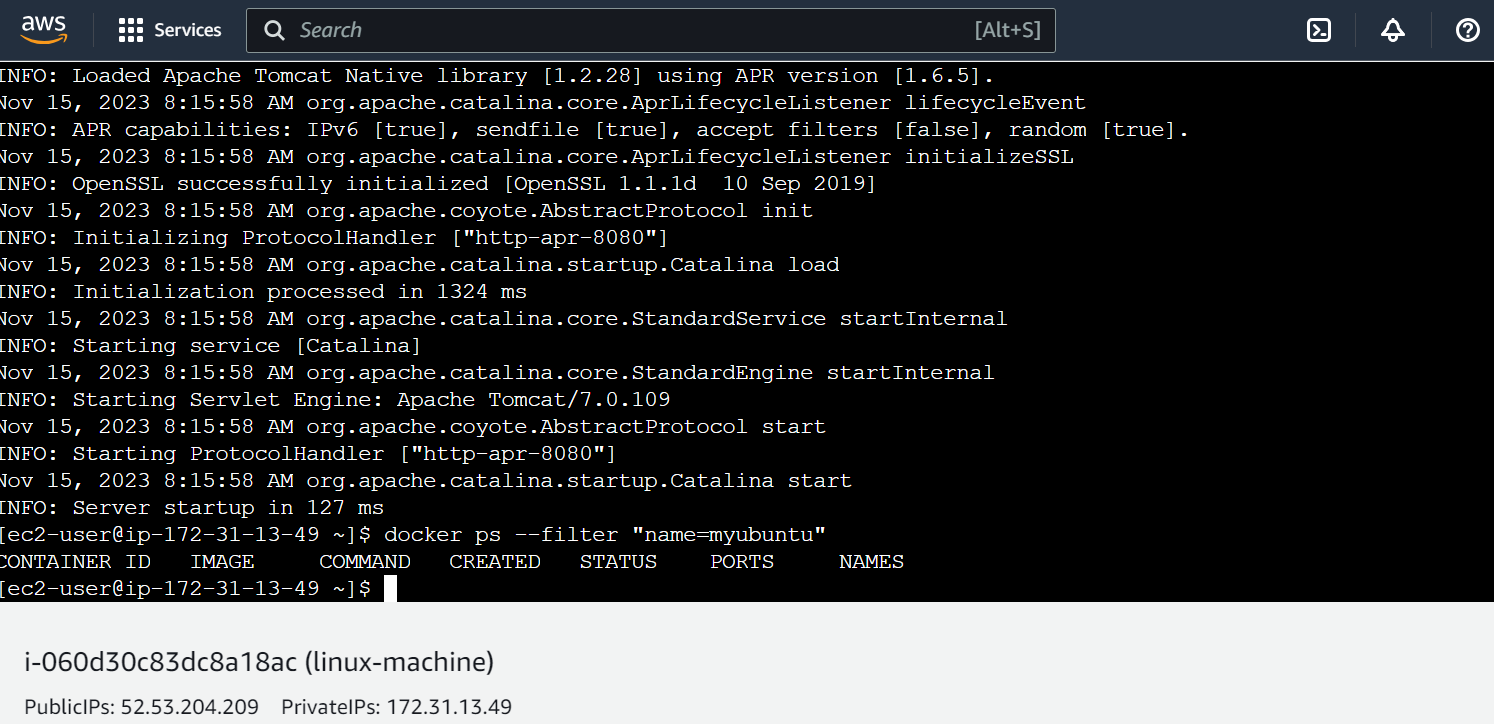 aws Services Search [Alt+S]
INFO: Loaded Apache Tomcat Native library [1.2.28] using APR version [1.6.5].
Nov 15, 2023 8:15:58 AM org.apache.catalina.core.AprLifecycleListener lifecycleEvent
INFO: APR capabilities: IPv6 [true], sendfile [true], accept filters [false], random [true].
Nov 15, 2023 8:15:58 AM org.apache.catalina.core.AprLifecycleListener initializeSSL
INFO: OpenSSL successfully initialized [OpenSSL 1.1.1d  10 Sep 2019]
Nov 15, 2023 8:15:58 AM org.apache.coyote.AbstractProtocol init
INFO: Initializing ProtocolHandler ["http-apr-8080"]
Nov 15, 2023 8:15:58 AM org.apache.catalina.startup.Catalina load
INFO: Initialization processed in 1324 ms
Nov 15, 2023 8:15:58 AM org.apache.catalina.core.StandardService startInternal
INFO: Starting service [Catalina]
Nov 15, 2023 8:15:58 AM org.apache.catalina.core.StandardEngine startInternal
INFO: Starting Servlet Engine: Apache Tomcat/7.0.109
Nov 15, 2023 8:15:58 AM org.apache.coyote.AbstractProtocol start
INFO: Starting ProtocolHandler ["http-apr-8080"]
Nov 15, 2023 8:15:58 AM org.apache.catalina.startup.Catalina start
INFO: Server startup in 127 ms
[ec2-user@ip-172-31-13-49 ~]$ docker ps --filter "name=myubuntu"
CONTAINER ID   IMAGE     COMMAND   CREATED   STATUS    PORTS     NAMES
[ec2-user@ip-172-31-13-49 ~]$
i-060d30c83dc8a18ac (linux-machine)
PublicIPs: 52.53.204.209 PrivateIPs: 172.31.13.49